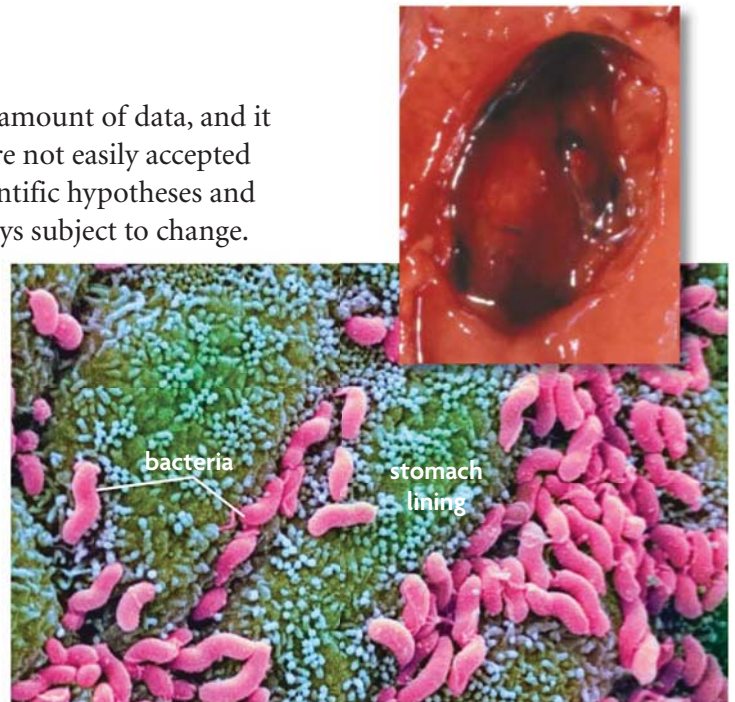 amount of data, and it
re not easily accepted
ntific hypotheses and
ys subject to change.
bacteria
stomach
lining